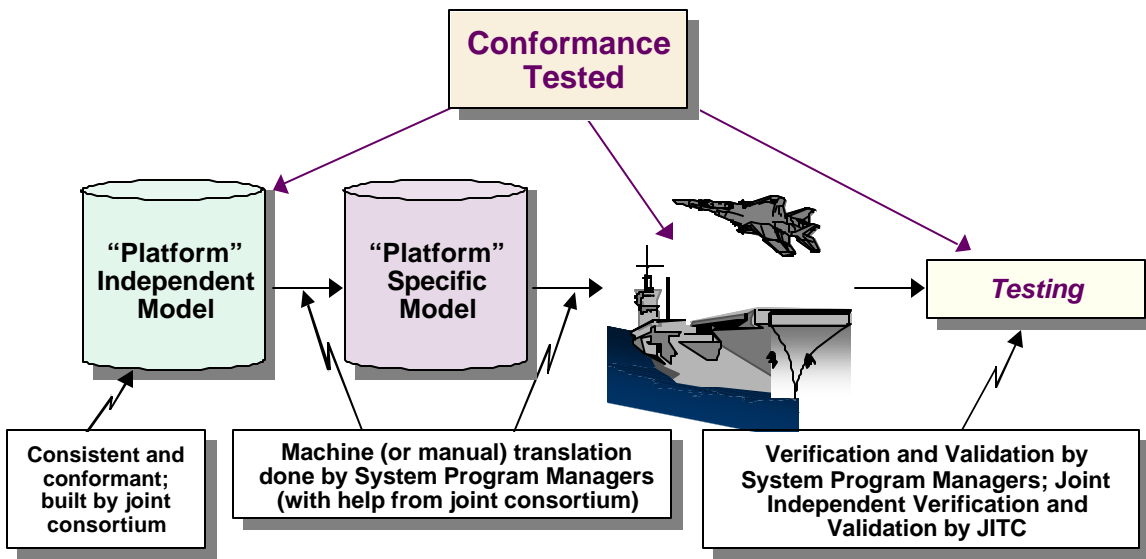 Conformance
Tested
“Platform”
Independent
Model
“Platform”
Specific
Model
Testing
Consistent and
conformant;
built by joint
consortium
Machine (or manual) translation
done by System Program Managers
(with help from joint consortium)
Verification and Validation by
System Program Managers; Joint
Independent Verification and
Validation by JITC